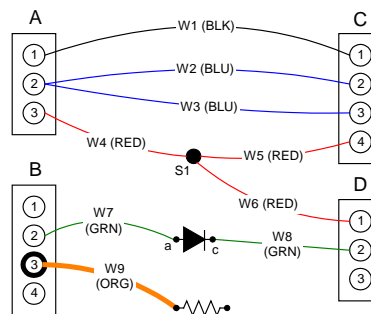 A
C
W1 (BLK)
1
1
W2 (BLU)
2
2
W3 (BLU)
3
3
W4 (RED)
W5 (RED)
4
S1
B
D
W6 (RED)
1
1
W7
(GRN)
2
a
c
W8
(GRN)
2
3
W9
(ORG)
3
4